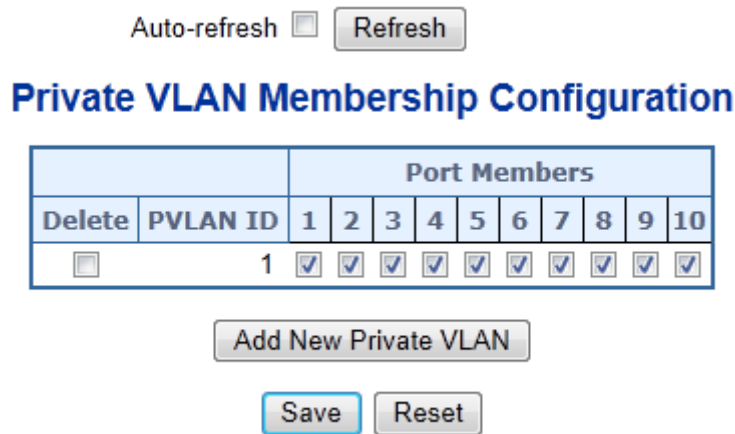 Auto-refresh Refresh
Private VLAN Membership Configuration
Port Members
Delete PVLAN ID 1 2 3 4 5 6 7 8 9 10
1
Add New Private VLAN
Save Reset